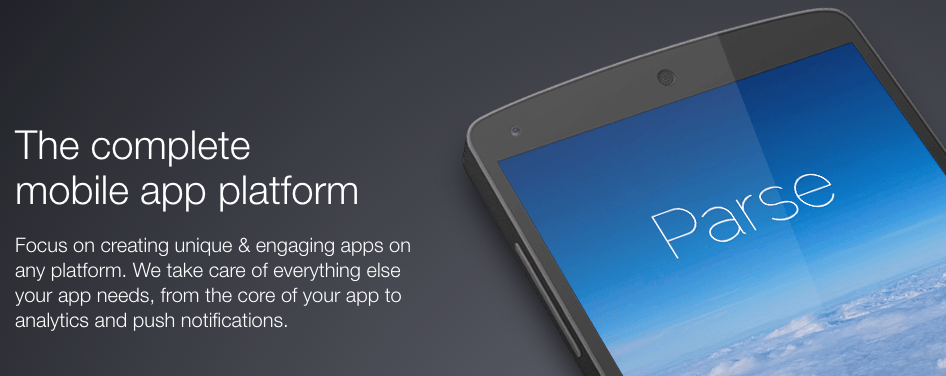 The complete
mobile app platform
Focus on creating unique & engaging apps on
any platform. We take care of everything else
your app needs, from the core of your app to
analytics and push notifications.
Parse